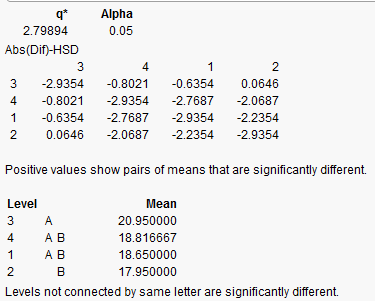 q* Alpha
2.79894 0.05
Abs(Dif)-HSD
3 4 1 2
3 -2.9354 -0.8021 -0.6354 0.0646
4 -0.8021 -2.9354 -2.7687 -2.0687
1 -0.6354 -2.7687 -2.9354 -2.2354
2 0.0646 -2.0687 -2.2354 -2.9354
Positive values show pairs of means that are significantly different.
Level Mean
3 A 20.950000
4 A B 18.816667
1 A B 18.650000
2 B 17.950000
Levels not connected by same letter are significantly different.